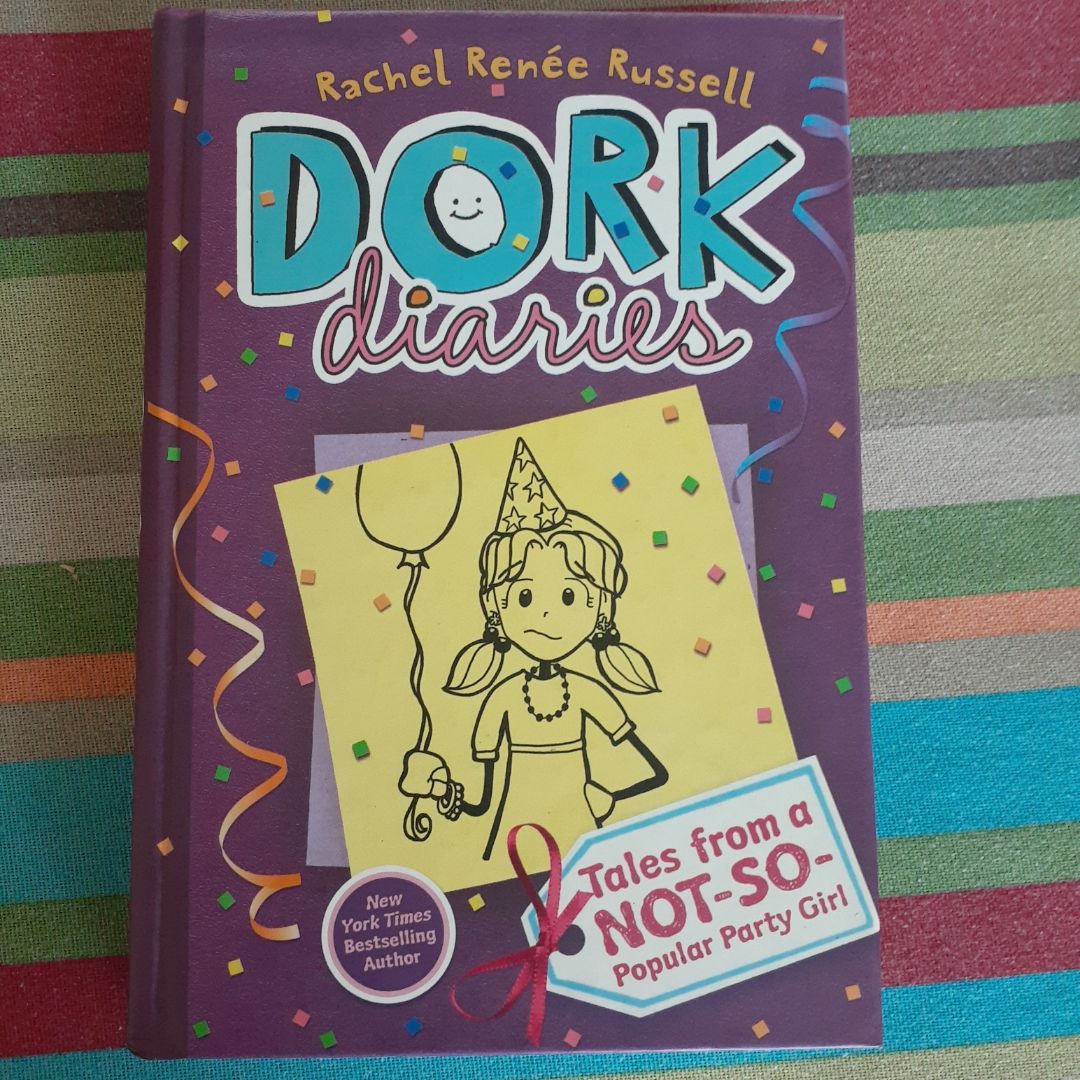 Rachel Renée Russell
DORK
diaries
Tales from a
NOT-SO-
Popular Party Girl
New
York Times
Bestselling
Author